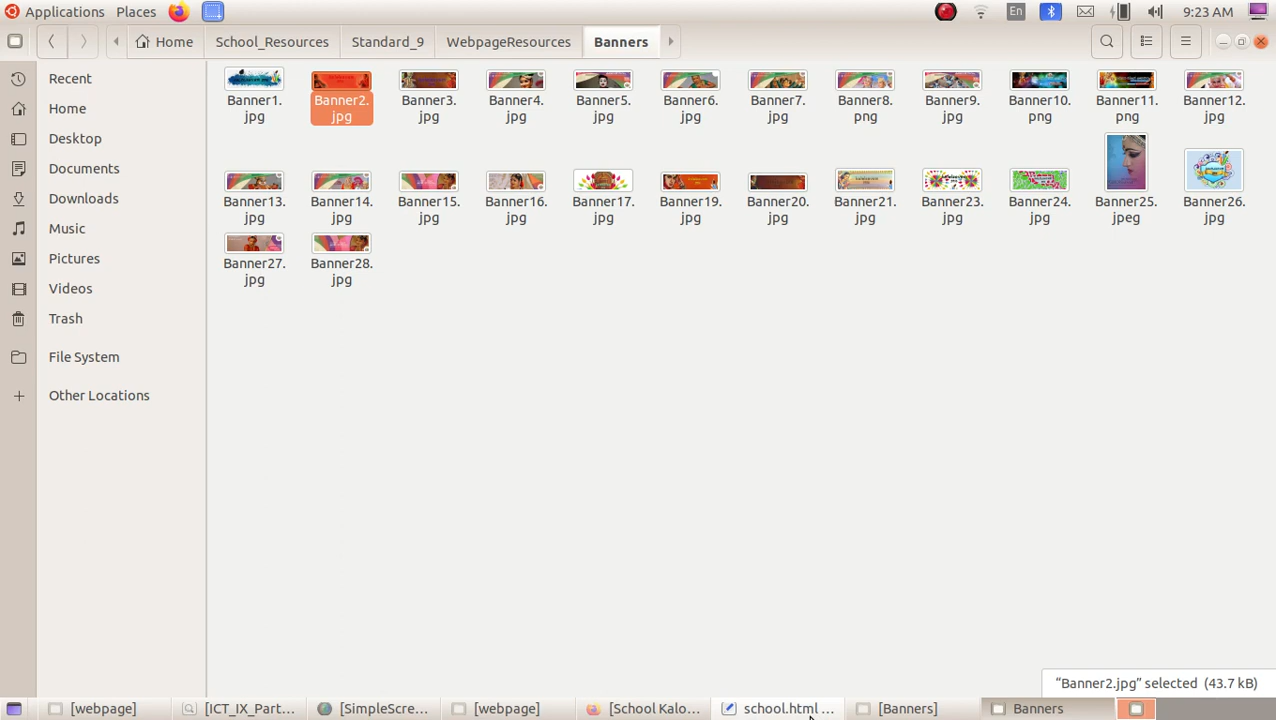 Applications Places En 9:23 AM
Home School_Resources Standard_9 WebpageResources Banners
Recent
Home
Desktop
Documents
Downloads
Music
Pictures
Videos
Trash
File System
Other Locations
Banner1. Banner2. Banner3. Banner4. Banner5. Banner6. Banner7. Banner8. Banner9. Banner10. Banner11. Banner12.
jpg jpg jpg jpg jpg jpg jpg png jpg png png jpg
Banner13. Banner14. Banner15. Banner16. Banner17. Banner19. Banner20. Banner21. Banner23. Banner24. Banner25. Banner26.
jpg jpg jpg jpg jpg jpg jpg jpg jpg jpg jpeg jpg
Banner27. Banner28.
jpg jpg
“Banner2.jpg” selected (43.7 kB)
[webpage] [ICT_IX_Part... [SimpleScre... [webpage] [School Kalo... school.html ... [Banners] Banners